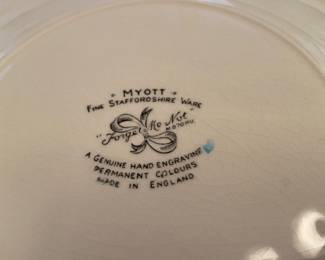 MYOTT
FINE STAFFORDSHIRE WARE
"Forget Me Not"
A GENUINE HAND ENGRAVING
PERMANENT COLOURS
MADE IN ENGLAND